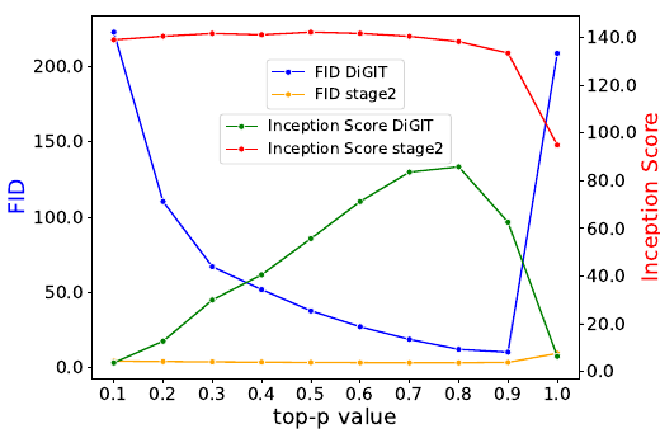 FID
200.0
150.0
100.0
50.0
0.0
FID DiGIT
FID stage2
Inception Score DiGIT
Inception Score stage2
140.0
120.0
100.0
80.0
60.0
40.0
20.0
0.0
Inception Score
0.1 0.2 0.3 0.4 0.5 0.6 0.7 0.8 0.9 1.0
top-p value